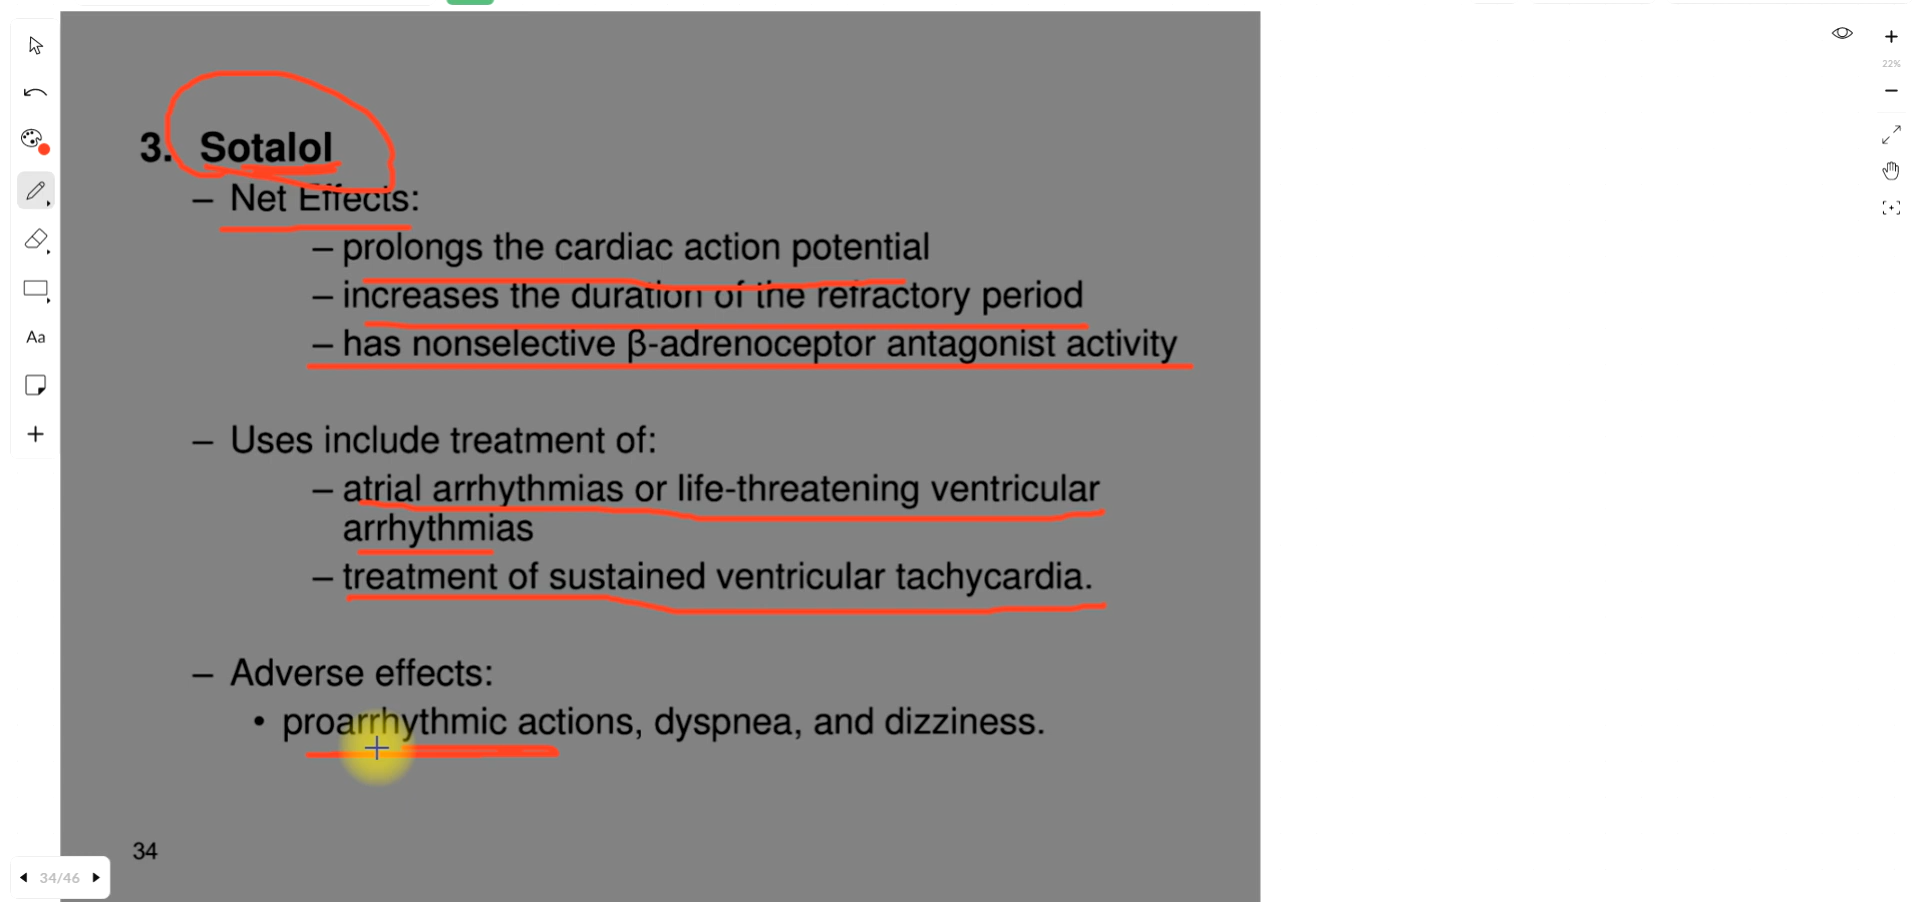 3. Sotalol
– Net Effects:
– prolongs the cardiac action potential
– increases the duration of the refractory period
– has nonselective β-adrenoceptor antagonist activity
– Uses include treatment of:
– atrial arrhythmias or life-threatening ventricular
arrhythmias
– treatment of sustained ventricular tachycardia.
– Adverse effects:
• proarrhythmic actions, dyspnea, and dizziness.
34
34/46
Aa
22%